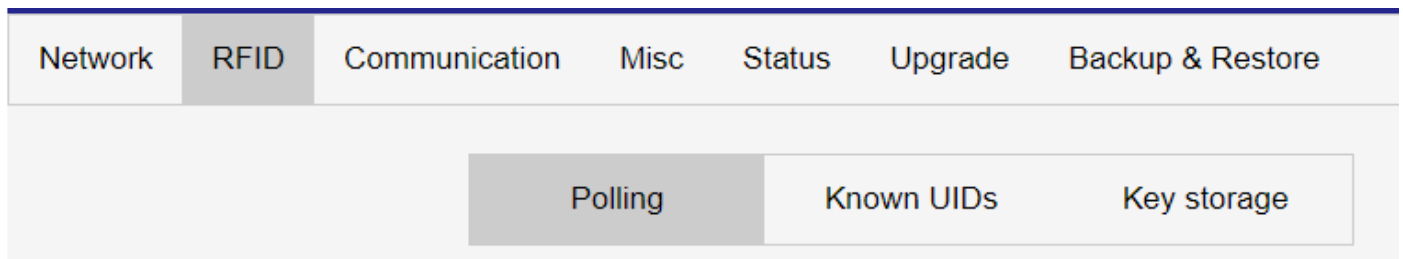 Network RFID Communication Misc Status Upgrade Backup & Restore
Polling Known UIDs Key storage